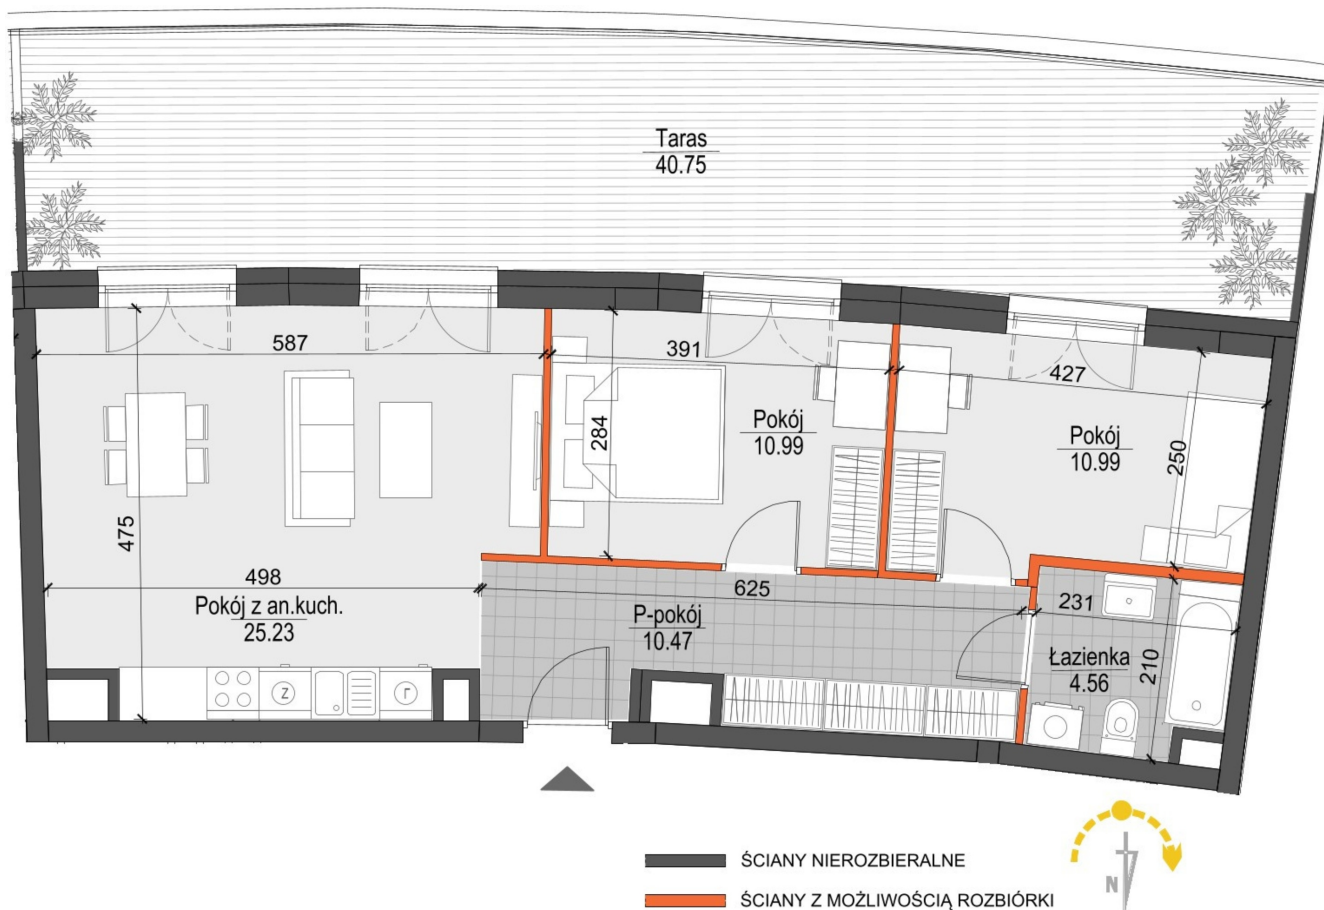 Taras
40.75
587
391
427
Pokój
10.99
Pokój
10.99
284
250
475
498
625
231
Pokój z an.kuch.
25.23
P-pokój
10.47
Łazienka
4.56
210
Z
ŚCIANY NIEROZBIERALNE
N
ŚCIANY Z MOŻLIWOŚCIĄ ROZBIÓRKI